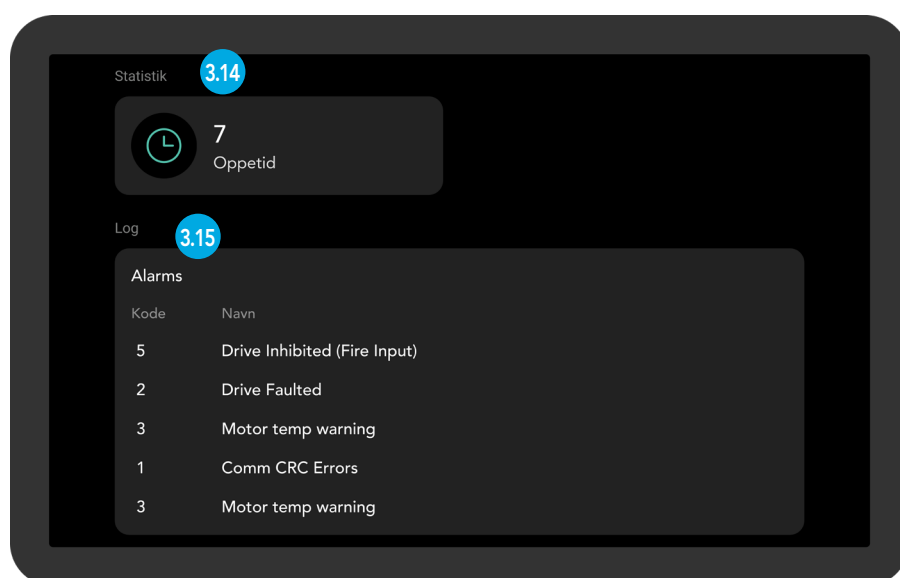 Statistik 3.14
7
Oppetid
Log 3.15
Alarms
Kode Navn
5 Drive Inhibited (Fire Input)
2 Drive Faulted
3 Motor temp warning
1 Comm CRC Errors
3 Motor temp warning